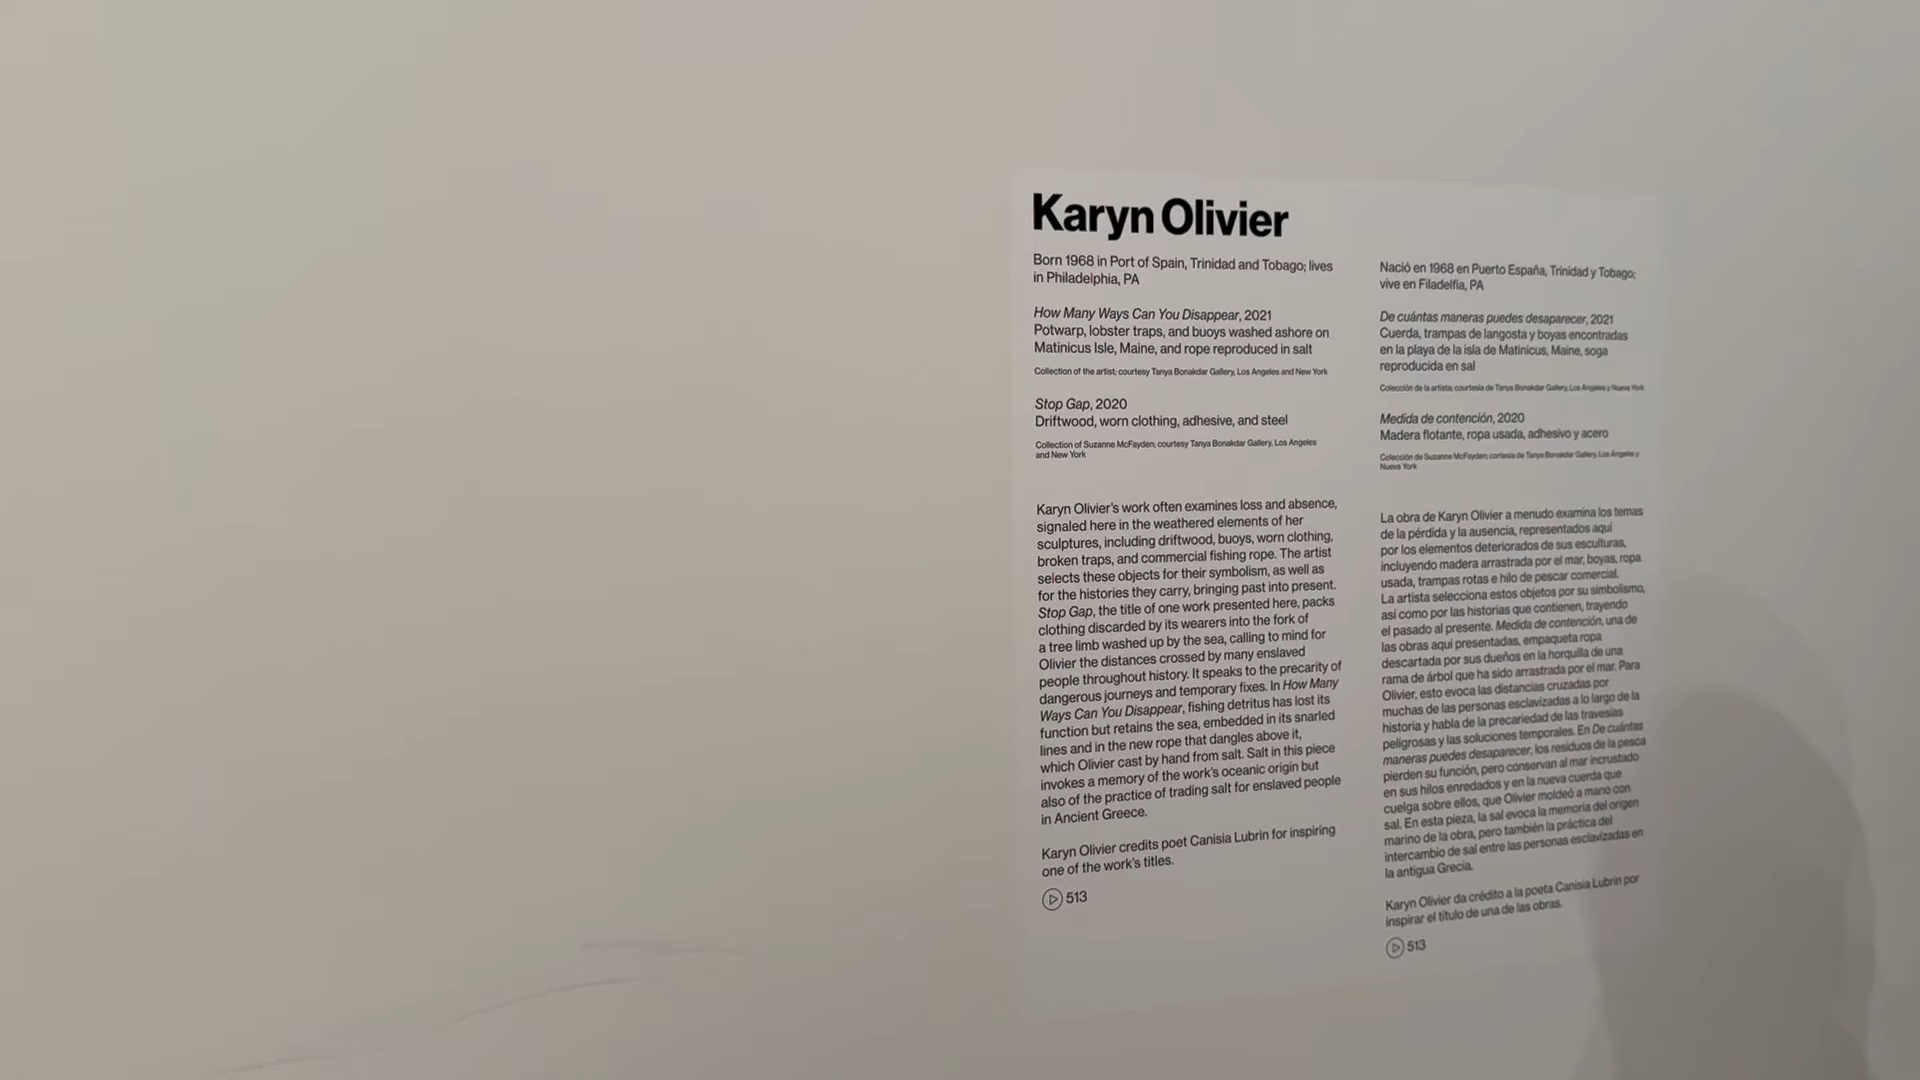 Karyn Olivier
Born 1968 in Port of Spain, Trinidad and Tobago; lives
in Philadelphia, PA
How Many Ways Can You Disappear, 2021
Potwarp, lobster traps, and buoys washed ashore on
Matinicus Isle, Maine, and rope reproduced in salt
Collection of the artist; courtesy Tanya Bonakdar Gallery, Los Angeles and New York
Stop Gap, 2020
Driftwood, worn clothing, adhesive, and steel
Collection of Suzanne McFayden; courtesy Tanya Bonakdar Gallery, Los Angeles
and New York
Karyn Olivier's work often examines loss and absence,
signaled here in the weathered elements of her
sculptures, including driftwood, buoys, worn clothing,
broken traps, and commercial fishing rope. The artist
selects these objects for their symbolism, as well as
for the histories they carry, bringing past into present.
Stop Gap, the title of one work presented here, packs
clothing discarded by its wearers into the fork of
a tree limb washed up by the sea, calling to mind for
Olivier the distances crossed by many enslaved
people throughout history. It speaks to the precarity of
dangerous journeys and temporary fixes. In How Many
Ways Can You Disappear, fishing detritus has lost its
function but retains the sea, embedded in its snarled
lines and in the new rope that dangles above it,
which Olivier cast by hand from salt. Salt in this piece
invokes a memory of the work's oceanic origin but
also of the practice of trading salt for enslaved people
in Ancient Greece.
Karyn Olivier credits poet Canisia Lubrin for inspiring
one of the work's titles.
513
Nació en 1968 en Puerto España, Trinidad y Tobago;
vive en Filadelfia, PA
De cuántas maneras puedes desaparecer, 2021
Cuerda, trampas de langosta y boyas encontradas
en la playa de la isla de Matinicus, Maine, soga
reproducida en sal
Colección de la artista; courtesía de Tanya Bonakdar Gallery, Los Angeles y Nueva York
Medida de contención, 2020
Madera flotante, ropa usada, adhesivo y acero
Colección de Suzanne McFayden; cortesía de Tanya Bonakdar Gallery, Los Angeles y
Nueva York
La obra de Karyn Olivier a menudo examina los temas
de la pérdida y la ausencia, representados aquí
por los elementos deteriorados de sus esculturas,
incluyendo madera arrastrada por el mar, boyas, ropa
usada, trampas rotas e hilo de pescar comercial.
La artista selecciona estos objetos por su simbolismo,
así como por las historias que contienen, trayendo
el pasado al presente. Medida de contención, una de
las obras aquí presentadas, empaqueta ropa
descartada por sus dueños en la horquilla de una
rama de árbol que ha sido arrastrada por el mar. Para
Olivier, esto evoca las distancias cruzadas por
muchas de las personas esclavizadas a lo largo de la
historia y habla de la precariedad de las travesías
peligrosas y las soluciones temporales. En De cuántas
maneras puedes desaparecer, los residuos de la pesca
pierden su función, pero conservan al mar incrustado
en sus hilos enredados y en la nueva cuerda que
cuelga sobre ellos, que Olivier moldeó a mano con
sal. En esta pieza, la sal evoca la memoria del origen
marino de la obra, pero también la práctica del
intercambio de sal entre las personas esclavizadas en
la antigua Grecia.
Karyn Olivier da crédito a la poeta Canisia Lubrin por
inspirar el título de una de las obras.
513